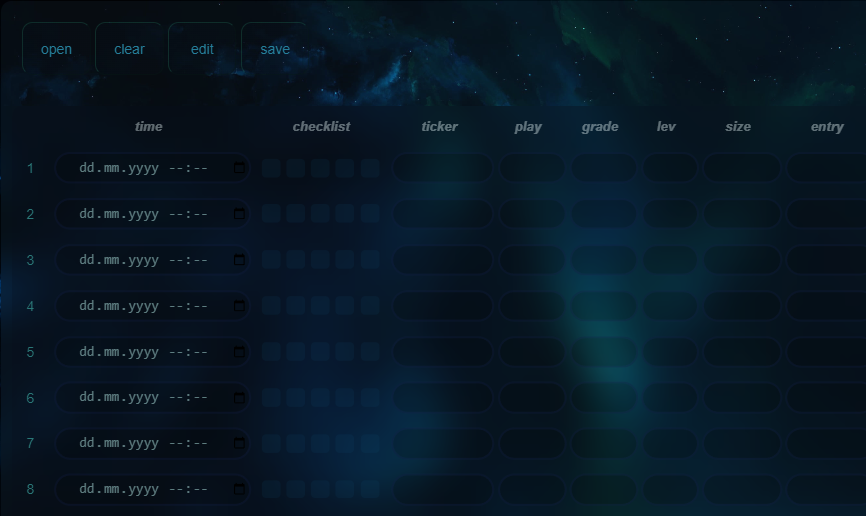 open clear edit save
time checklist ticker play grade lev size entry
1 dd.mm.yyyy --:--
2 dd.mm.yyyy --:--
3 dd.mm.yyyy --:--
4 dd.mm.yyyy --:--
5 dd.mm.yyyy --:--
6 dd.mm.yyyy --:--
7 dd.mm.yyyy --:--
8 dd.mm.yyyy --:--